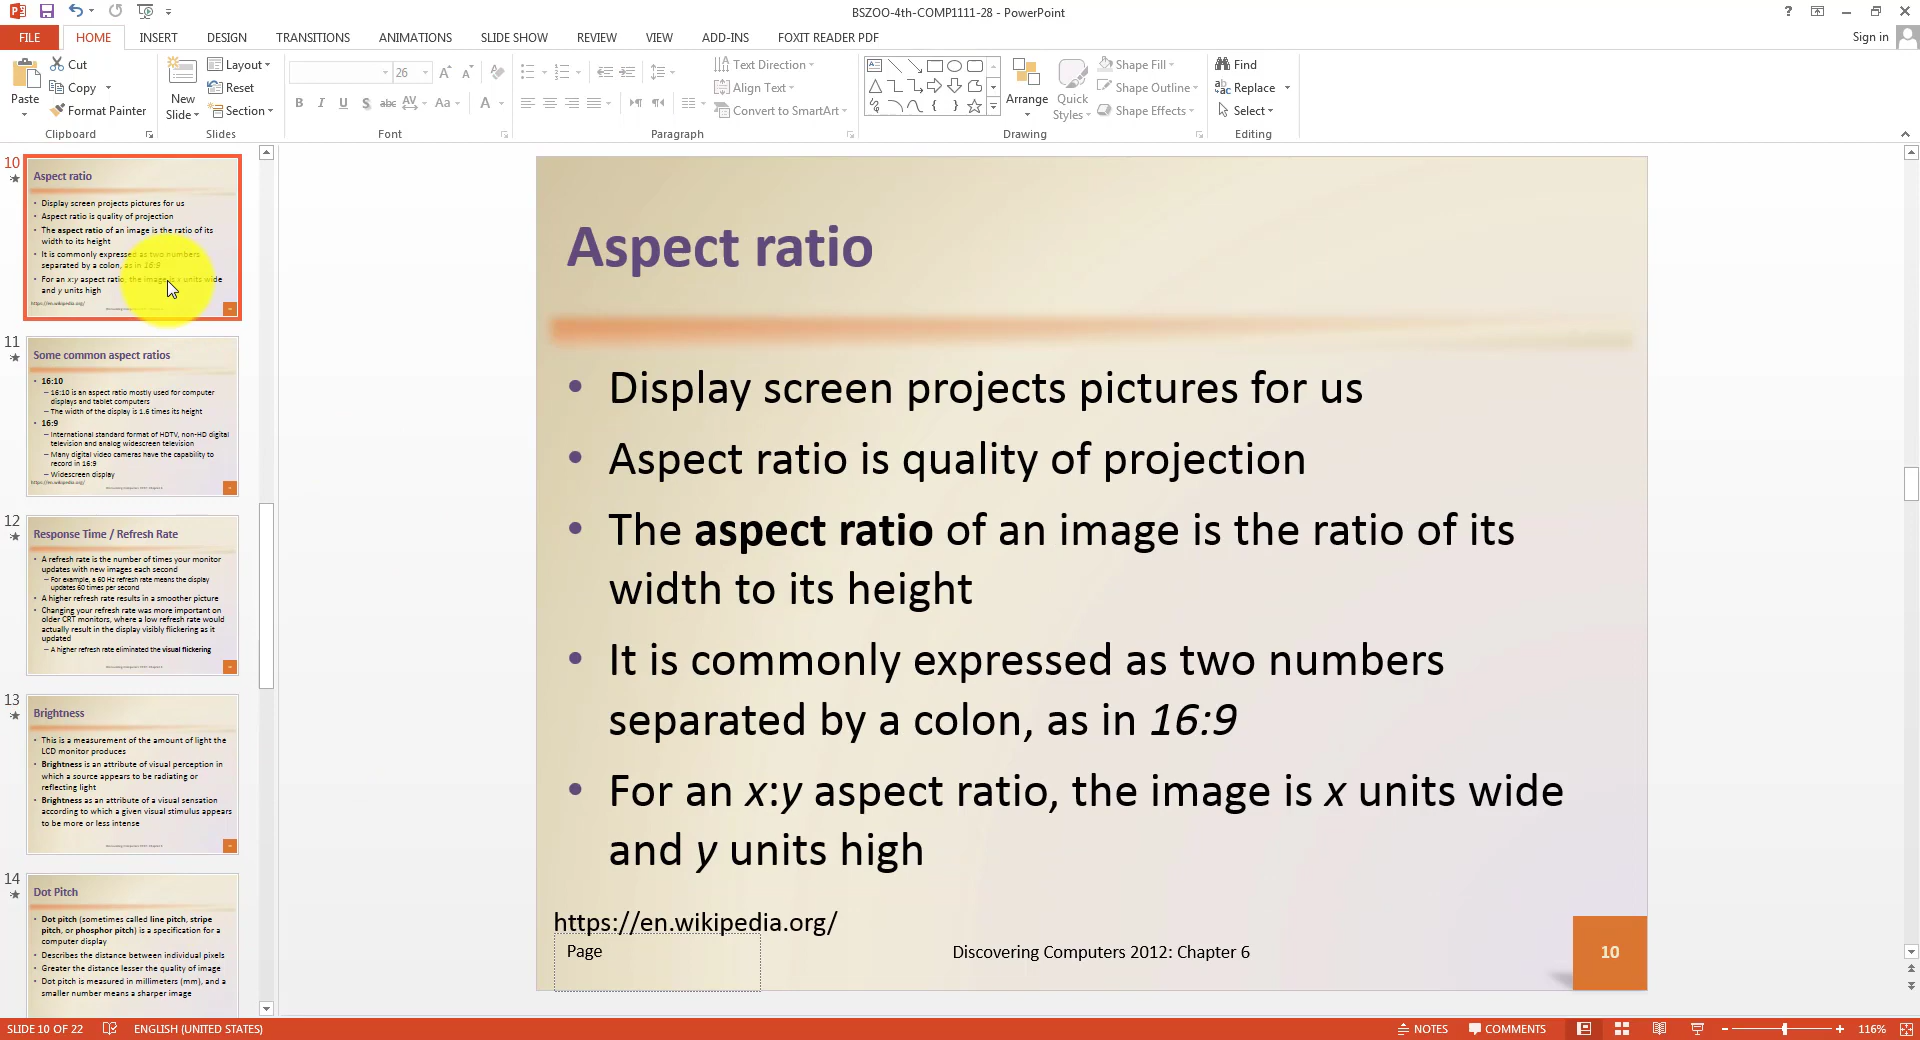 BSZOO-4th-COMP1111-28 - PowerPoint
FILE HOME INSERT DESIGN TRANSITIONS ANIMATIONS SLIDE SHOW REVIEW VIEW ADD-INS FOXIT READER PDF Sign in
Paste
Cut
Copy
Format Painter
Clipboard
New Slide
Layout
Reset
Section
Slides
26
Font
Text Direction
Align Text
Convert to SmartArt
Paragraph
Arrange
Quick Styles
Shape Fill
Shape Outline
Shape Effects
Drawing
Find
Replace
Select
Editing
10
Aspect ratio
• Display screen projects pictures for us
• Aspect ratio is quality of projection
• The aspect ratio of an image is the ratio of its
width to its height
• It is commonly expressed as two numbers
separated by a colon, as in 16:9
• For an x:y aspect ratio, the image is x units wide
and y units high
https://en.wikipedia.org/
11
Some common aspect ratios
• 16:10
– 16:10 is an aspect ratio mostly used for computer
displays and tablet computers
– The width of the display is 1.6 times its height
• 16:9
– International standard format of HDTV, non-HD digital
television and analog widescreen television
– Many digital video cameras have the capability to
record in 16:9
– Widescreen display
https://en.wikipedia.org/
12
Response Time / Refresh Rate
• A refresh rate is the number of times your monitor
updates with new images each second
– For example, a 60 Hz refresh rate means the display
updates 60 times per second
• A higher refresh rate results in a smoother picture
• Changing your refresh rate was more important on
older CRT monitors, where a low refresh rate would
actually result in the display visibly flickering as it
updated
– A higher refresh rate eliminated the visual flickering
13
Brightness
• This is a measurement of the amount of light the
LCD monitor produces
• Brightness is an attribute of visual perception in
which a source appears to be radiating or
reflecting light
• Brightness as an attribute of a visual sensation
according to which a given visual stimulus appears
to be more or less intense
14
Dot Pitch
• Dot pitch (sometimes called line pitch, stripe
pitch, or phosphor pitch) is a specification for a
computer display
• Describes the distance between individual pixels
• Greater the distance lesser the quality of image
• Dot pitch is measured in millimeters (mm), and a
smaller number means a sharper image
Aspect ratio
• Display screen projects pictures for us
• Aspect ratio is quality of projection
• The aspect ratio of an image is the ratio of its
width to its height
• It is commonly expressed as two numbers
separated by a colon, as in 16:9
• For an x:y aspect ratio, the image is x units wide
and y units high
https://en.wikipedia.org/
Page
Discovering Computers 2012: Chapter 6
10
SLIDE 10 OF 22 ENGLISH (UNITED STATES) NOTES COMMENTS 116%